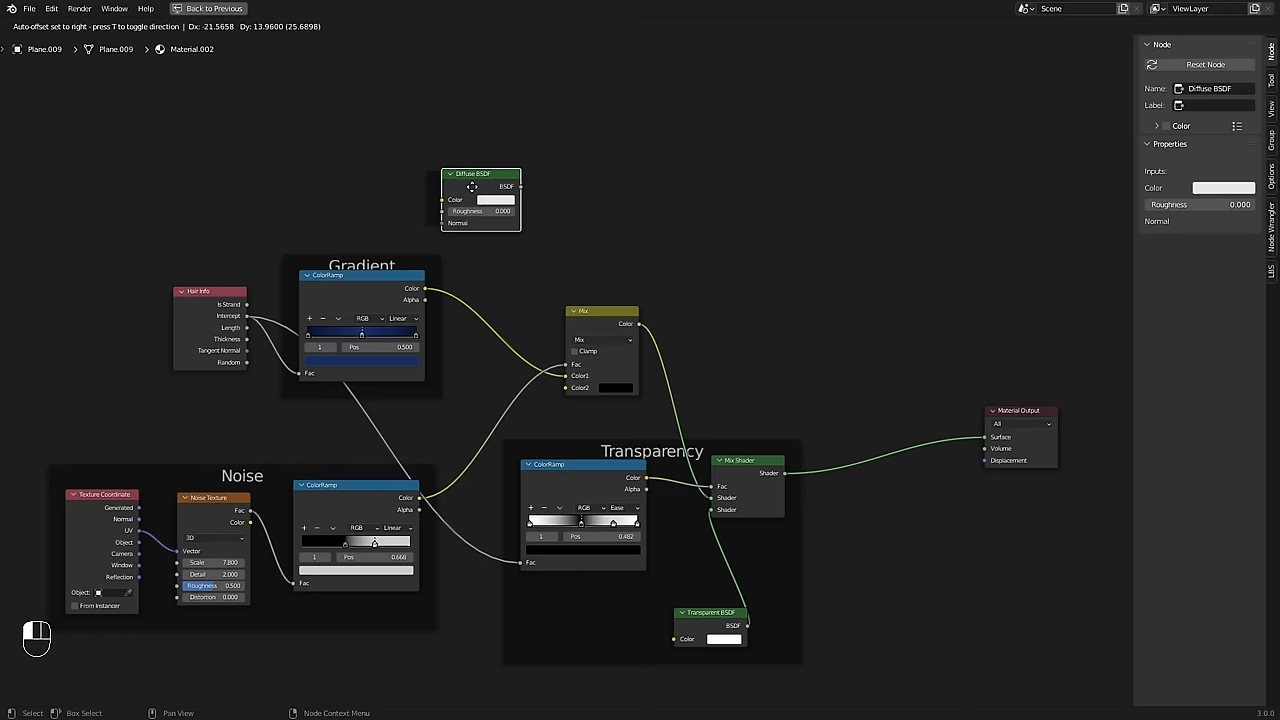 File Edit Render Window Help Back to Previous Scene ViewLayer
Auto-offset set to right - press T to toggle direction | Dx: -21.5658 Dy: 13.9600 (25.6898)
Plane.009 > Plane.009 > Material.002
Node
Reset Node
Name: Diffuse BSDF
Label:
Color
Properties
Inputs:
Color
Roughness 0.000
Normal
Node
Tool
View
Group
Options
Node Wrangler
Diffuse BSDF
BSDF
Color
Roughness 0.000
Normal
Gradient
ColorRamp
Color
Alpha
RGB Linear
1 Pos 0.500
Fac
Hair Info
Is Strand
Intercept
Length
Thickness
Tangent Normal
Random
Mix
Color
Mix
Clamp
Fac
Color1
Color2
Material Output
All
Surface
Volume
Displacement
Noise
Texture Coordinate
Generated
Normal
UV
Object
Camera
Window
Reflection
Object:
From Instancer
Noise Texture
Fac
Color
3D
Vector
Scale 7.800
Detail 2.000
Roughness 0.500
Distortion 0.000
ColorRamp
Color
Alpha
RGB Linear
1 Pos 0.668
Fac
Transparency
ColorRamp
Color
Alpha
RGB Ease
1 Pos 0.482
Fac
Mix Shader
Shader
Fac
Shader
Shader
Transparent BSDF
BSDF
Color
Select Box Select Pan View Node Context Menu 3.0.0